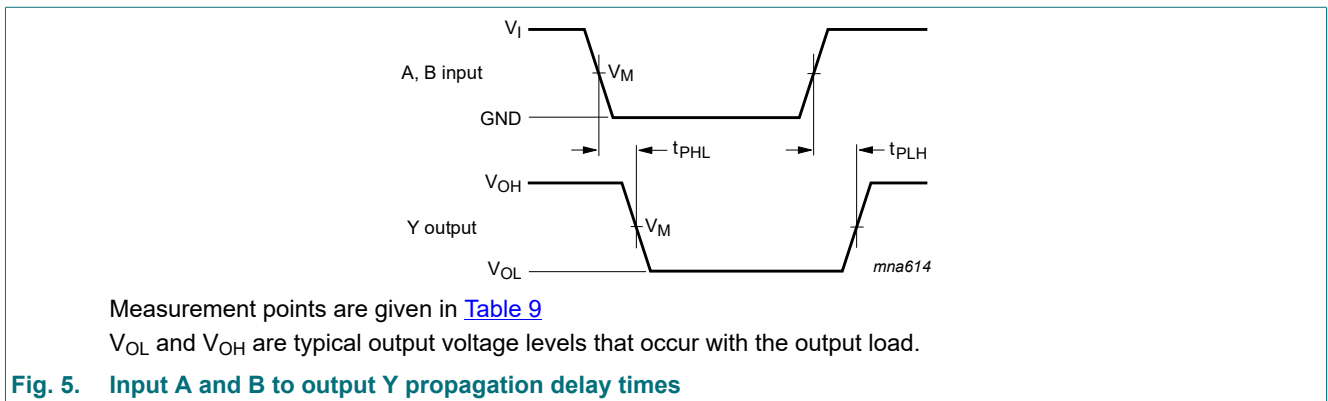 VI
A, B input
VM
GND
tPHL
tPLH
VOH
Y output
VM
VOL
mna614
Measurement points are given in Table 9
VOL and VOH are typical output voltage levels that occur with the output load.
Fig. 5. Input A and B to output Y propagation delay times